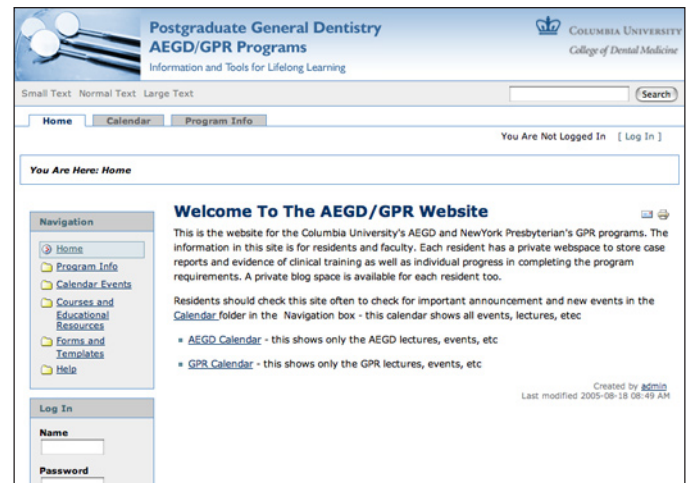 Postgraduate General Dentistry
AEGD/GPR Programs
Information and Tools for Lifelong Learning
COLUMBIA UNIVERSITY
College of Dental Medicine
Small Text Normal Text Large Text
Search
Home Calendar Program Info
You Are Not Logged In [ Log In ]
You Are Here: Home
Navigation
Home
Program Info
Calendar Events
Courses and
Educational
Resources
Forms and
Templates
Help
Log In
Name
Password
Welcome To The AEGD/GPR Website
This is the website for the Columbia University's AEGD and NewYork Presbyterian's GPR programs. The
information in this site is for residents and faculty. Each resident has a private webspace to store case
reports and evidence of clinical training as well as individual progress in completing the program
requirements. A private blog space is available for each resident too.
Residents should check this site often to check for important announcement and new events in the
Calendar folder in the Navigation box - this calendar shows all events, lectures, etec
AEGD Calendar - this shows only the AEGD lectures, events, etc
GPR Calendar - this shows only the GPR lectures, events, etc
Created by admin
Last modified 2005-08-18 08:49 AM